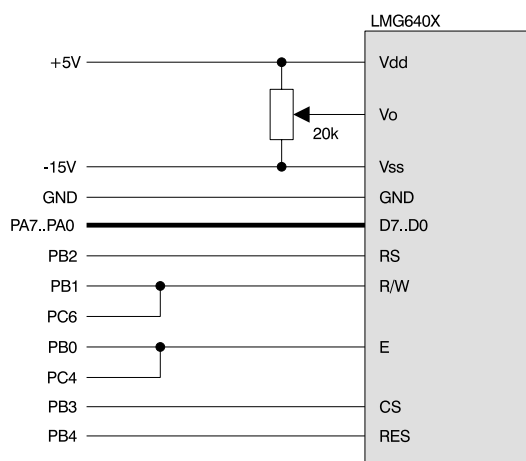 LMG640X
+5V Vdd
Vo
20k
-15V Vss
GND GND
PA7..PA0 D7..D0
PB2 RS
PB1 R/W
PC6
PB0 E
PC4
PB3 CS
PB4 RES